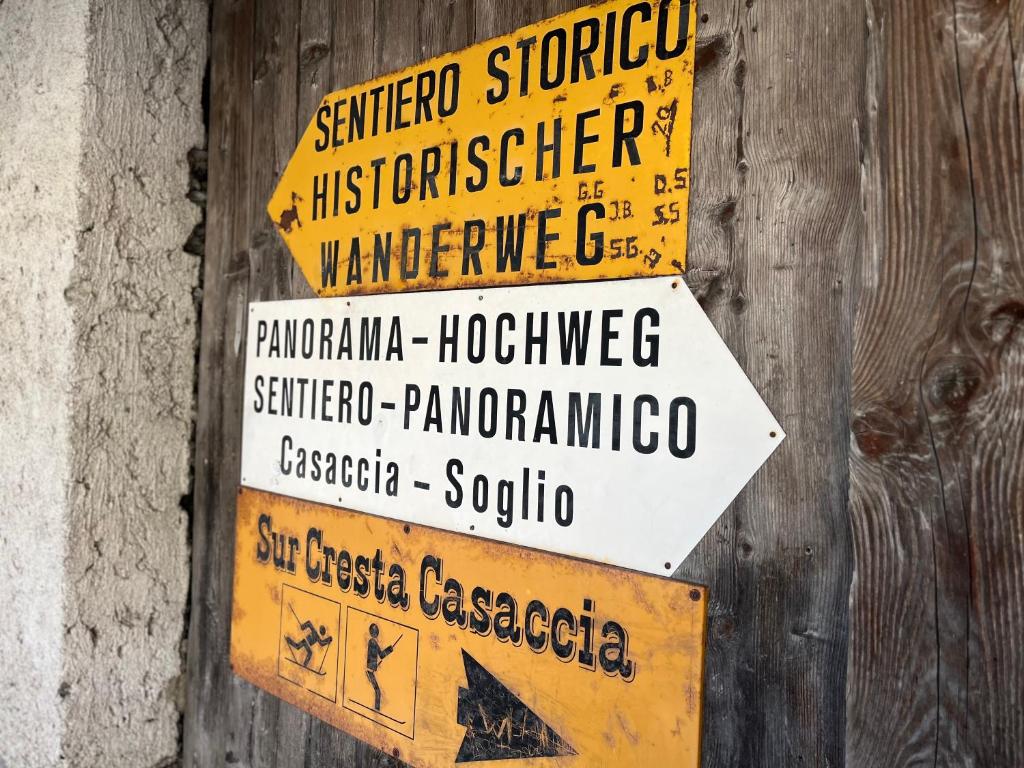 SENTIERO STORICO
HISTORISCHER
WANDERWEG
G.G
D.S
J.B.
S.S
S.G.
PANORAMA-HOCHWEG
SENTIERO-PANORAMICO
Casaccia - Soglio
Sur Cresta Casaccia